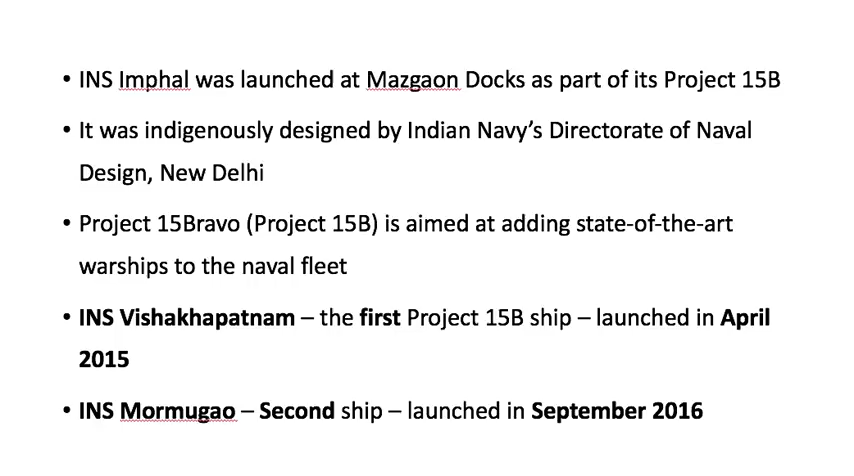 • INS Imphal was launched at Mazgaon Docks as part of its Project 15B
• It was indigenously designed by Indian Navy’s Directorate of Naval
Design, New Delhi
• Project 15Bravo (Project 15B) is aimed at adding state-of-the-art
warships to the naval fleet
• INS Vishakhapatnam – the first Project 15B ship – launched in April
2015
• INS Mormugao – Second ship – launched in September 2016